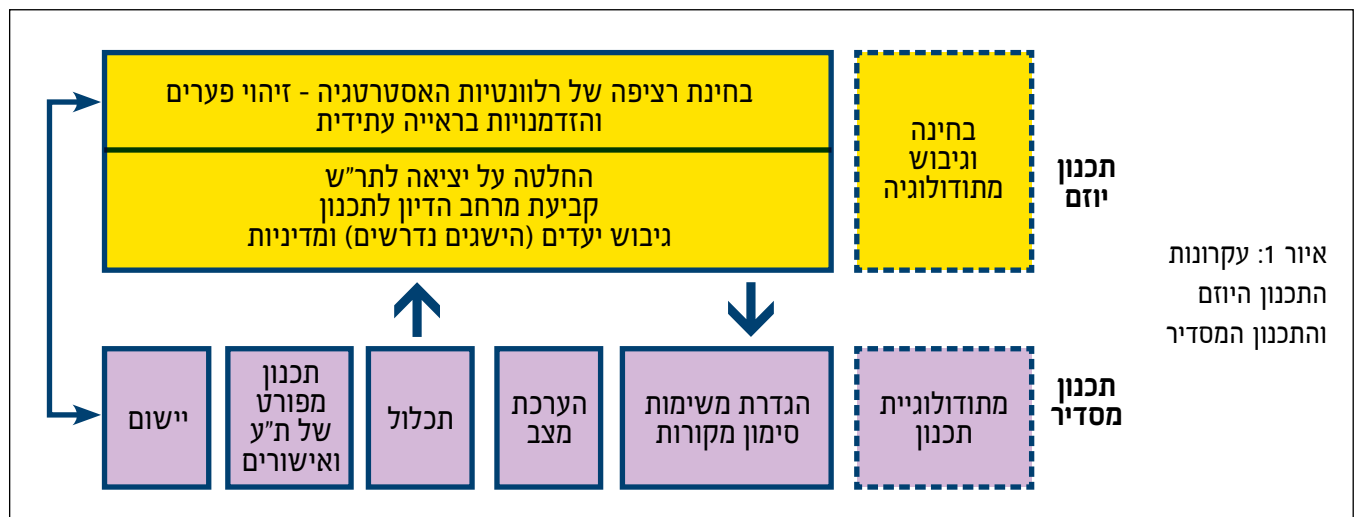 איור 1: עקרונות
התכנון היוזם
והתכנון המסדיר
תכנון
יוזם
בחינה
וגיבוש
מתודולוגיה
בחינת רציפה של רלוונטיות האסטרטגיה - זיהוי פערים
והזדמנויות בראייה עתידית
החלטה על יציאה לתר"ש
קביעת מרחב הדיון לתכנון
גיבוש יעדים (הישגים נדרשים) ומדיניות
תכנון
מסדיר
מתודולוגיית
תכנון
הגדרת משימות
סימון מקורות
הערכת
מצב
תכלול
תכנון
מפורט
של ת"ע
ואישורים
יישום